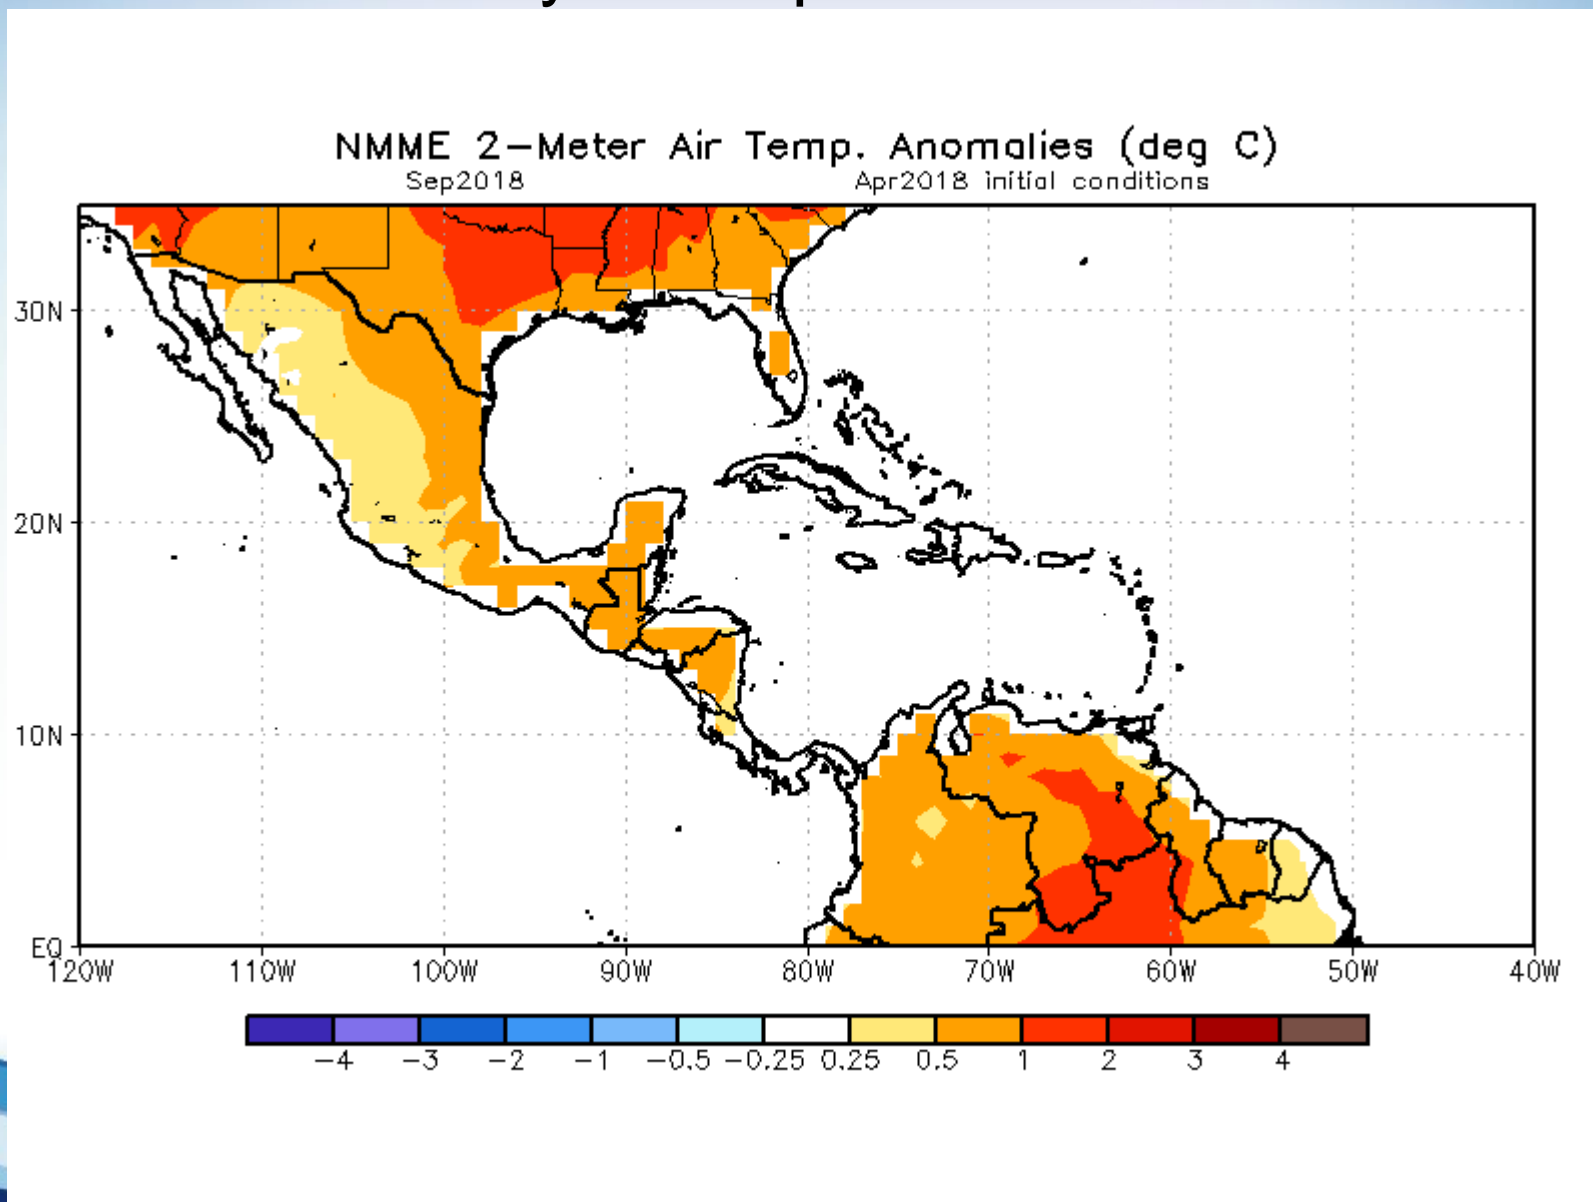 NMME 2-Meter Air Temp. Anomalies (deg C)
Sep2018 Apr2018 initial conditions
30N
20N
10N
EQ
120W 110W 100W 90W 80W 70W 60W 50W 40W
-4 -3 -2 -1 -0.5 -0.25 0.25 0.5 1 2 3 4